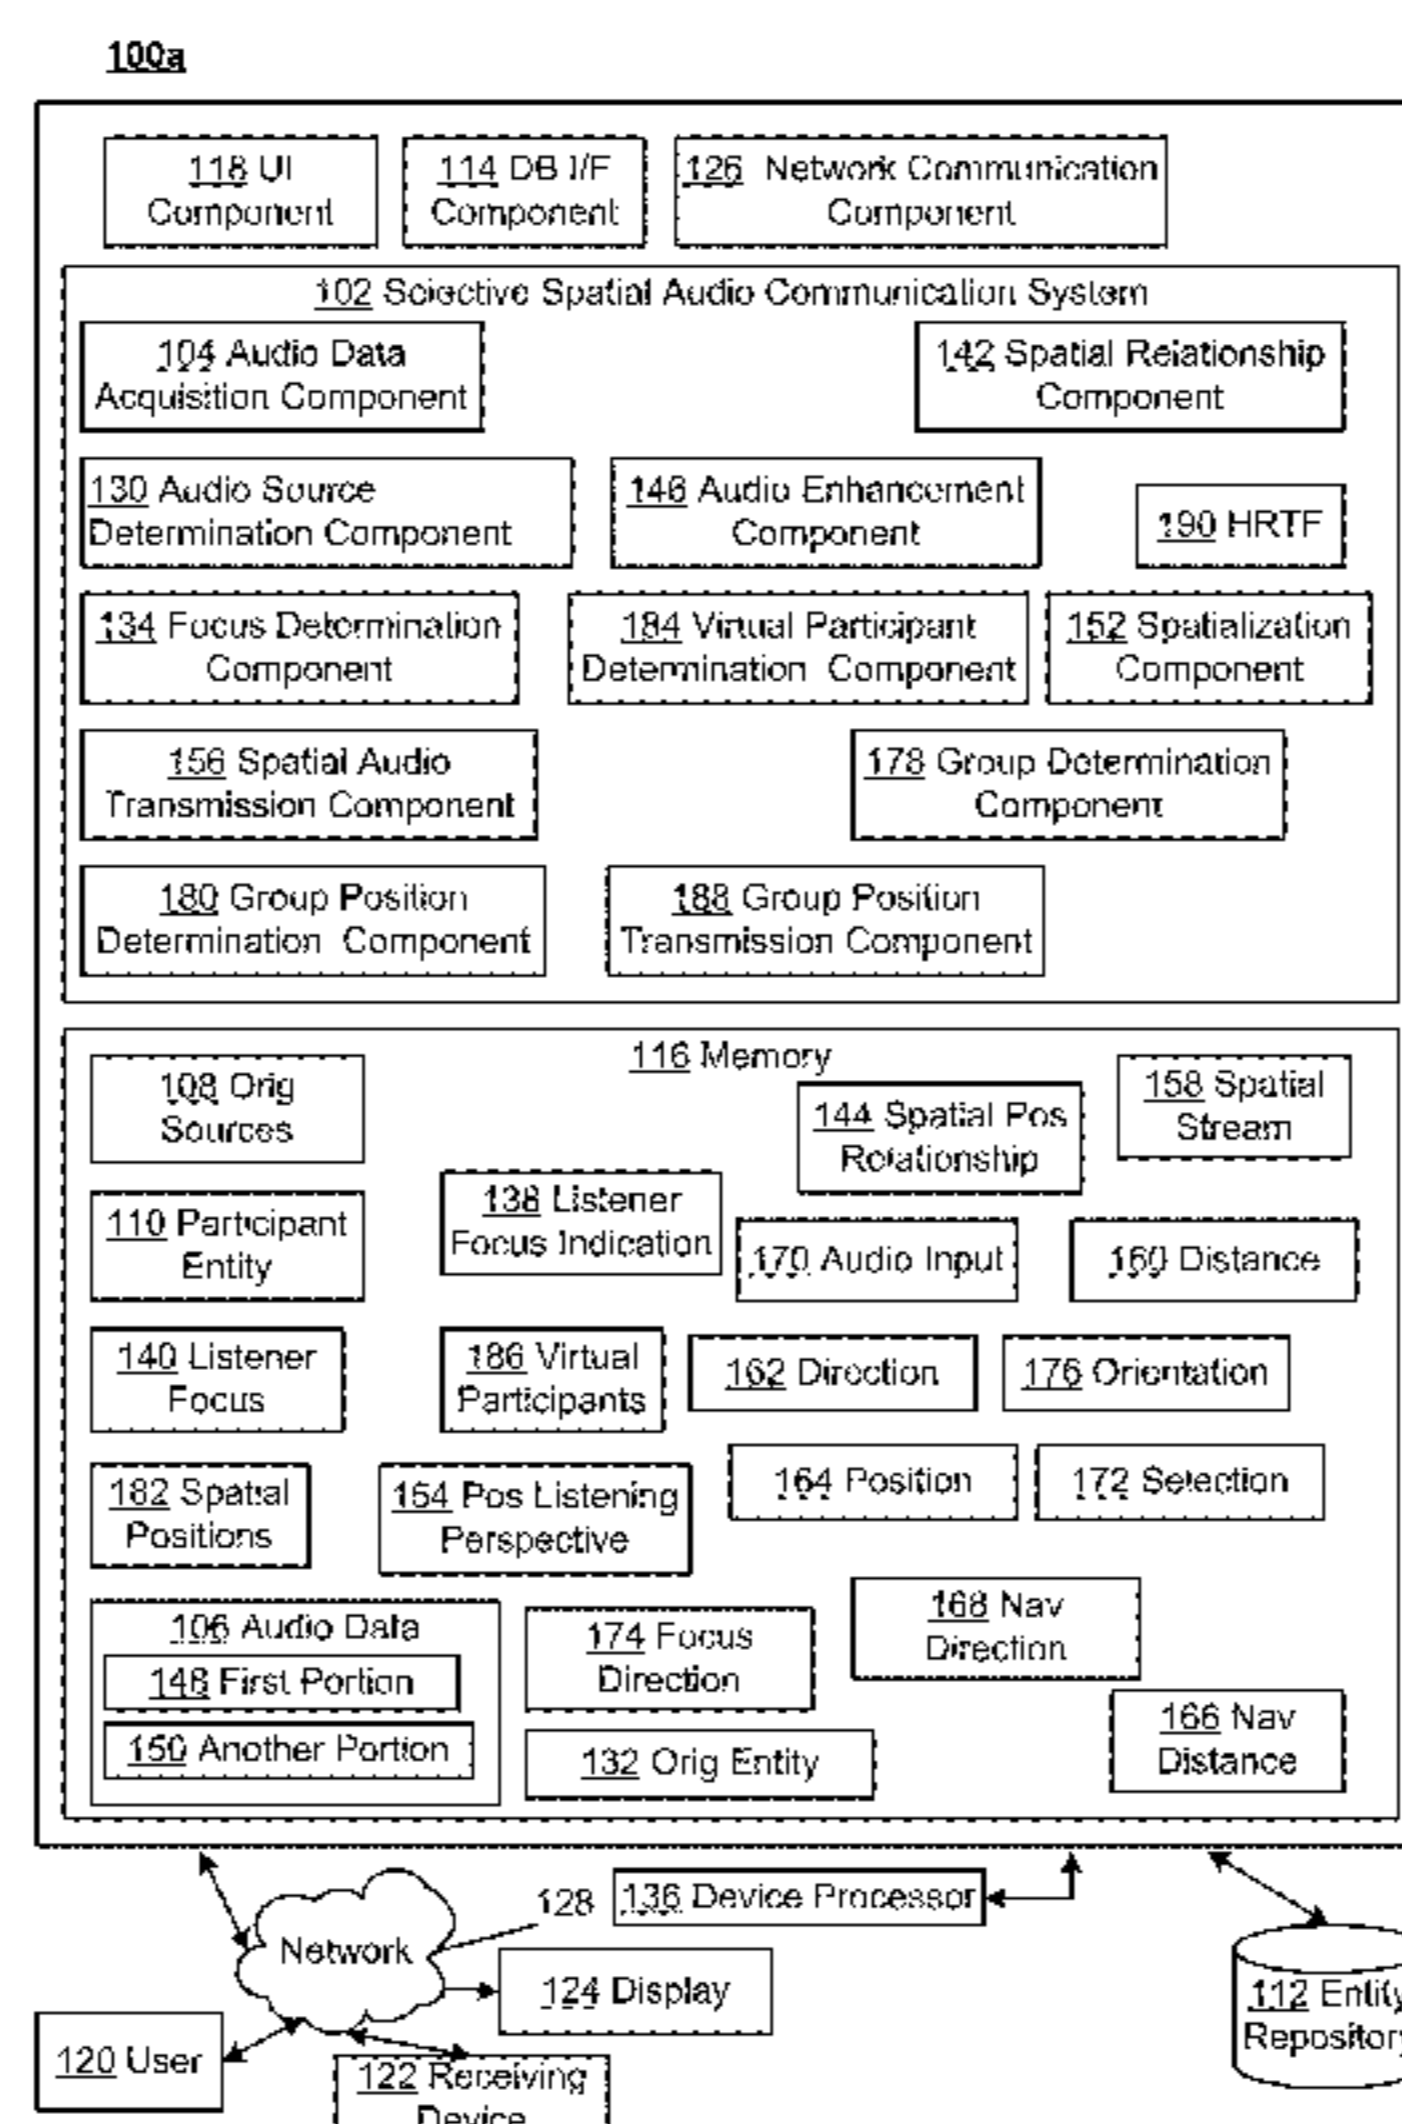 100a
118 UI
Component
114 DB I/F
Component
126 Network Communication
Component
102 Selective Spatial Audio Communication System
104 Audio Data
Acquisition Component
142 Spatial Relationship
Component
130 Audio Source
Determination Component
146 Audio Enhancement
Component
190 HRTF
134 Focus Determination
Component
184 Virtual Participant
Determination Component
152 Spatialization
Component
156 Spatial Audio
Transmission Component
178 Group Determination
Component
180 Group Position
Determination Component
188 Group Position
Transmission Component
116 Memory
108 Orig
Sources
144 Spatial Pos
Relationship
158 Spatial
Stream
110 Participant
Entity
138 Listener
Focus Indication
170 Audio Input
160 Distance
140 Listener
Focus
186 Virtual
Participants
162 Direction
176 Orientation
182 Spatial
Positions
154 Pos Listening
Perspective
164 Position
172 Selection
106 Audio Data
148 First Portion
150 Another Portion
174 Focus
Direction
168 Nav
Direction
132 Orig Entity
166 Nav
Distance
Network
128
136 Device Processor
124 Display
112 Entity
Repository
120 User
122 Receiving
Device